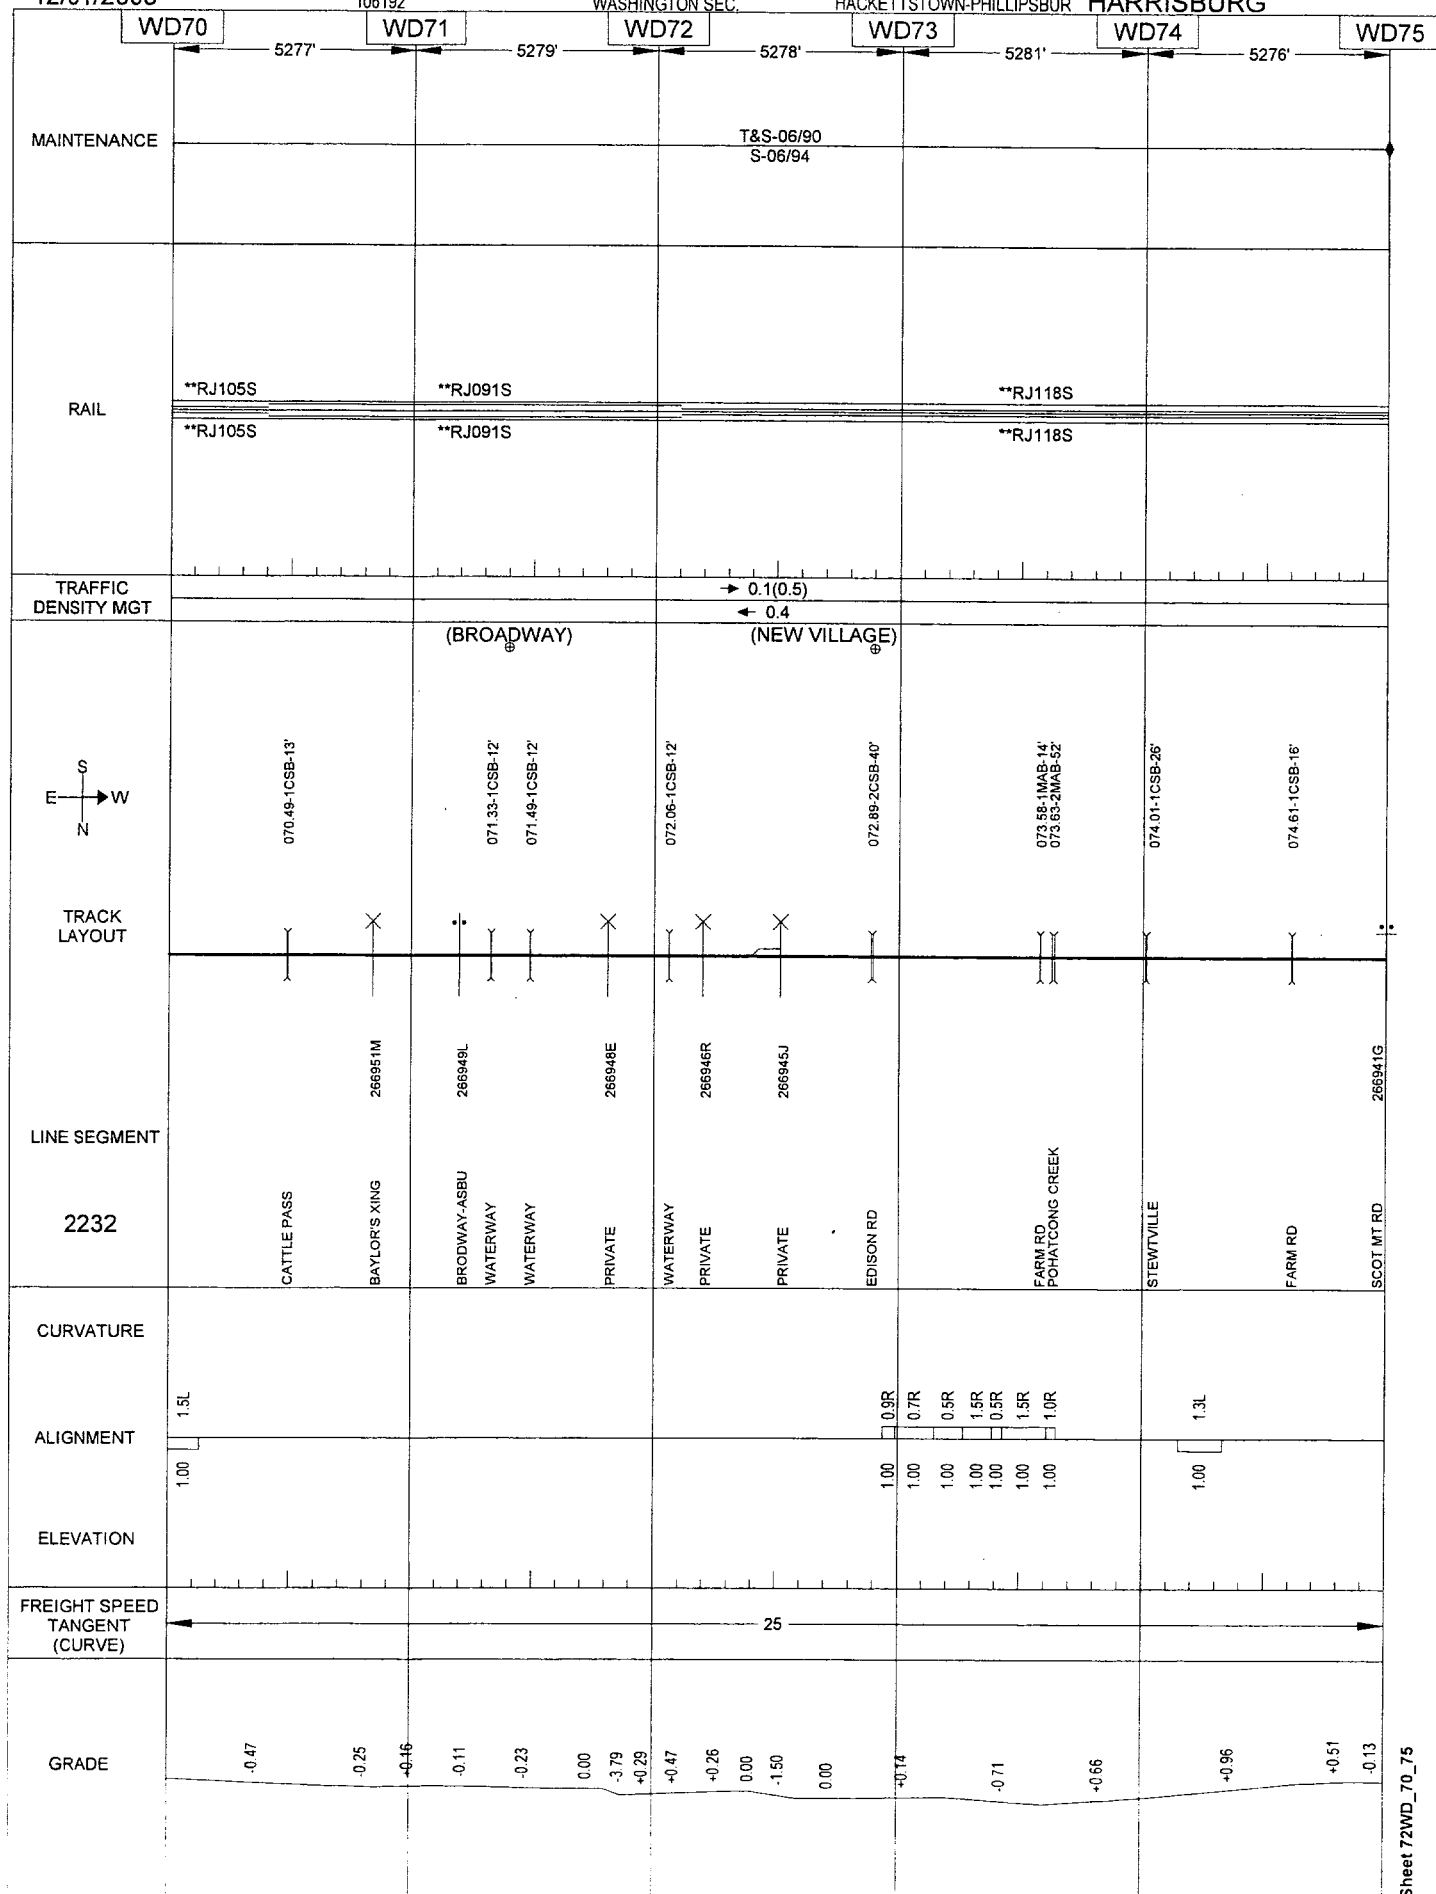 WASHINGTON SEC.
HACKETTSTOWN-PHILLIPSBUR HARRISBURG
WD70 WD71 WD72 WD73 WD74 WD75
5277' 5279' 5278' 5281' 5276'
MAINTENANCE
T&S-06/90
S-06/94
RAIL
**RJ105S **RJ091S **RJ118S
**RJ105S **RJ091S **RJ118S
TRAFFIC
DENSITY MGT
→ 0.1(0.5)
← 0.4
(BROADWAY) (NEW VILLAGE)
S
E W
N
070.49-1CSB-13'
071.33-1CSB-12'
071.49-1CSB-12'
072.06-1CSB-12'
072.89-2CSB-40'
073.58-1MAB-14'
073.63-2MAB-52'
074.01-1CSB-26'
074.61-1CSB-16'
TRACK
LAYOUT
266951M
266949L
266948E
266946R
266945J
266941G
LINE SEGMENT
2232
CATTLE PASS
BAYLOR'S XING
BRODWAY-ASBU
WATERWAY
WATERWAY
PRIVATE
WATERWAY
PRIVATE
PRIVATE
EDISON RD
FARM RD
POHATCONG CREEK
STEWTVILLE
FARM RD
SCOT MT RD
CURVATURE
1.5L 0.9R 0.7R 0.5R 1.5R 0.5R 1.5R 1.0R 1.3L
ALIGNMENT
1.00 1.00 1.00 1.00 1.00 1.00 1.00 1.00 1.00
ELEVATION
FREIGHT SPEED
TANGENT
(CURVE)
25
GRADE
-0.47 -0.25 +0.16 -0.11 -0.23 0.00 -3.79 +0.29 +0.47 +0.26 0.00 -1.50 0.00 +0.14 -0.71 +0.66 +0.96 +0.51 -0.13
Sheet 72WD_70_75